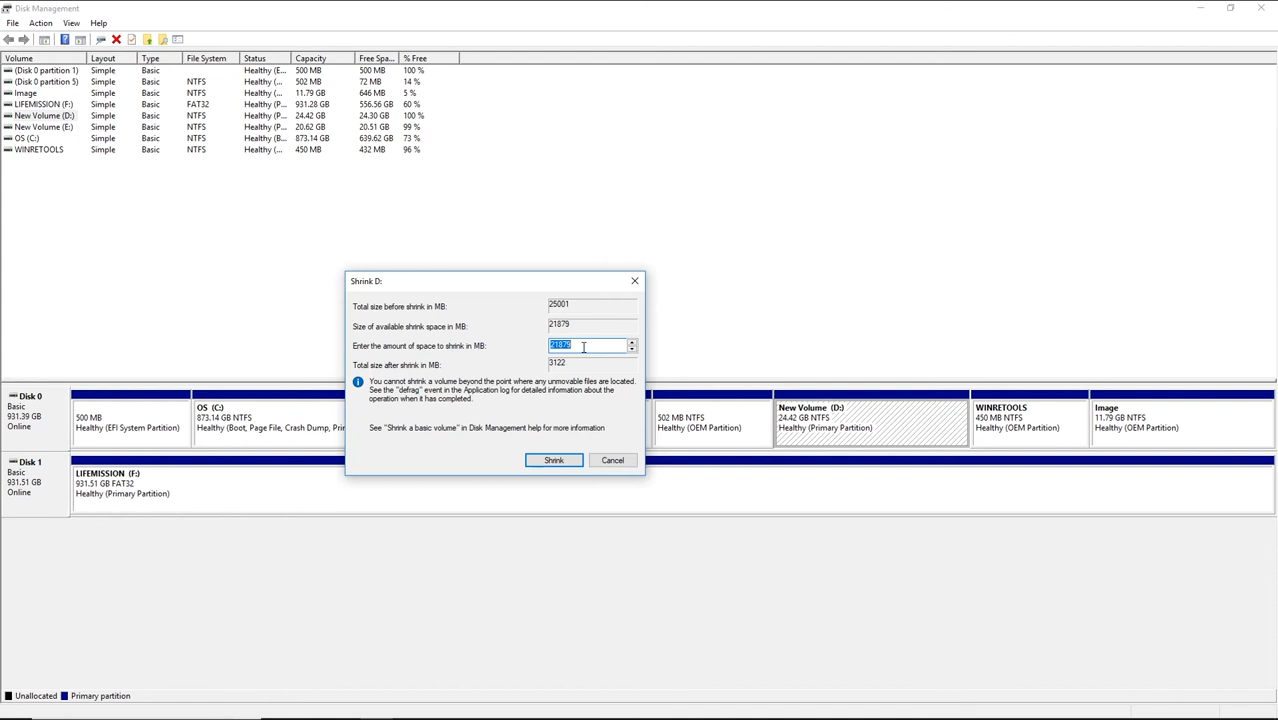 Disk Management
File Action View Help
Volume Layout Type File System Status Capacity Free Spa... % Free
(Disk 0 partition 1) Simple Basic Healthy (E... 500 MB 500 MB 100 %
(Disk 0 partition 5) Simple Basic NTFS Healthy (... 502 MB 72 MB 14 %
Image Simple Basic NTFS Healthy (... 11.79 GB 646 MB 5 %
LIFEMISSION (F:) Simple Basic FAT32 Healthy (P... 931.28 GB 556.56 GB 60 %
New Volume (D:) Simple Basic NTFS Healthy (P... 24.42 GB 24.30 GB 100 %
New Volume (E:) Simple Basic NTFS Healthy (P... 20.62 GB 20.51 GB 99 %
OS (C:) Simple Basic NTFS Healthy (B... 873.14 GB 639.62 GB 73 %
WINRETOOLS Simple Basic NTFS Healthy (... 450 MB 432 MB 96 %
Shrink D:
Total size before shrink in MB: 25001
Size of available shrink space in MB: 21879
Enter the amount of space to shrink in MB: 21879
Total size after shrink in MB: 3122
You cannot shrink a volume beyond the point where any unmovable files are located.
See the "defrag" event in the Application log for detailed information about the
operation when it has completed.
See "Shrink a basic volume" in Disk Management help for more information
Shrink Cancel
Disk 0
Basic
931.39 GB
Online
500 MB
Healthy (EFI System Partition)
OS (C:)
873.14 GB NTFS
Healthy (Boot, Page File, Crash Dump, Pri
502 MB NTFS
Healthy (OEM Partition)
New Volume (D:)
24.42 GB NTFS
Healthy (Primary Partition)
WINRETOOLS
450 MB NTFS
Healthy (OEM Partition)
Image
11.79 GB NTFS
Healthy (OEM Partition)
Disk 1
Basic
931.51 GB
Online
LIFEMISSION (F:)
931.51 GB FAT32
Healthy (Primary Partition)
Unallocated Primary partition